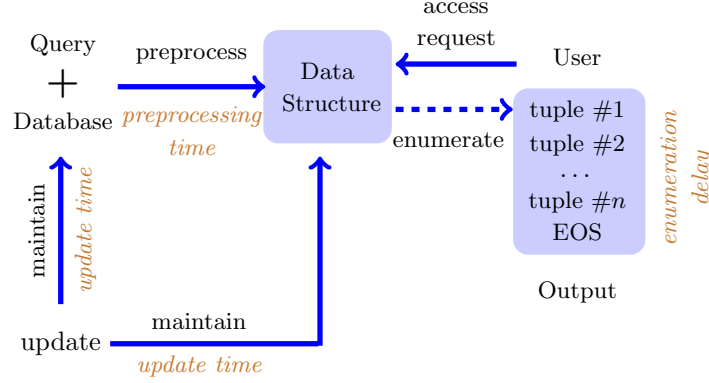 Query
+
Database
preprocess
preprocessing
time
Data
Structure
access
request
User
enumerate
tuple #1
tuple #2
...
tuple #n
EOS
enumeration
delay
Output
maintain
update time
update
maintain
update time